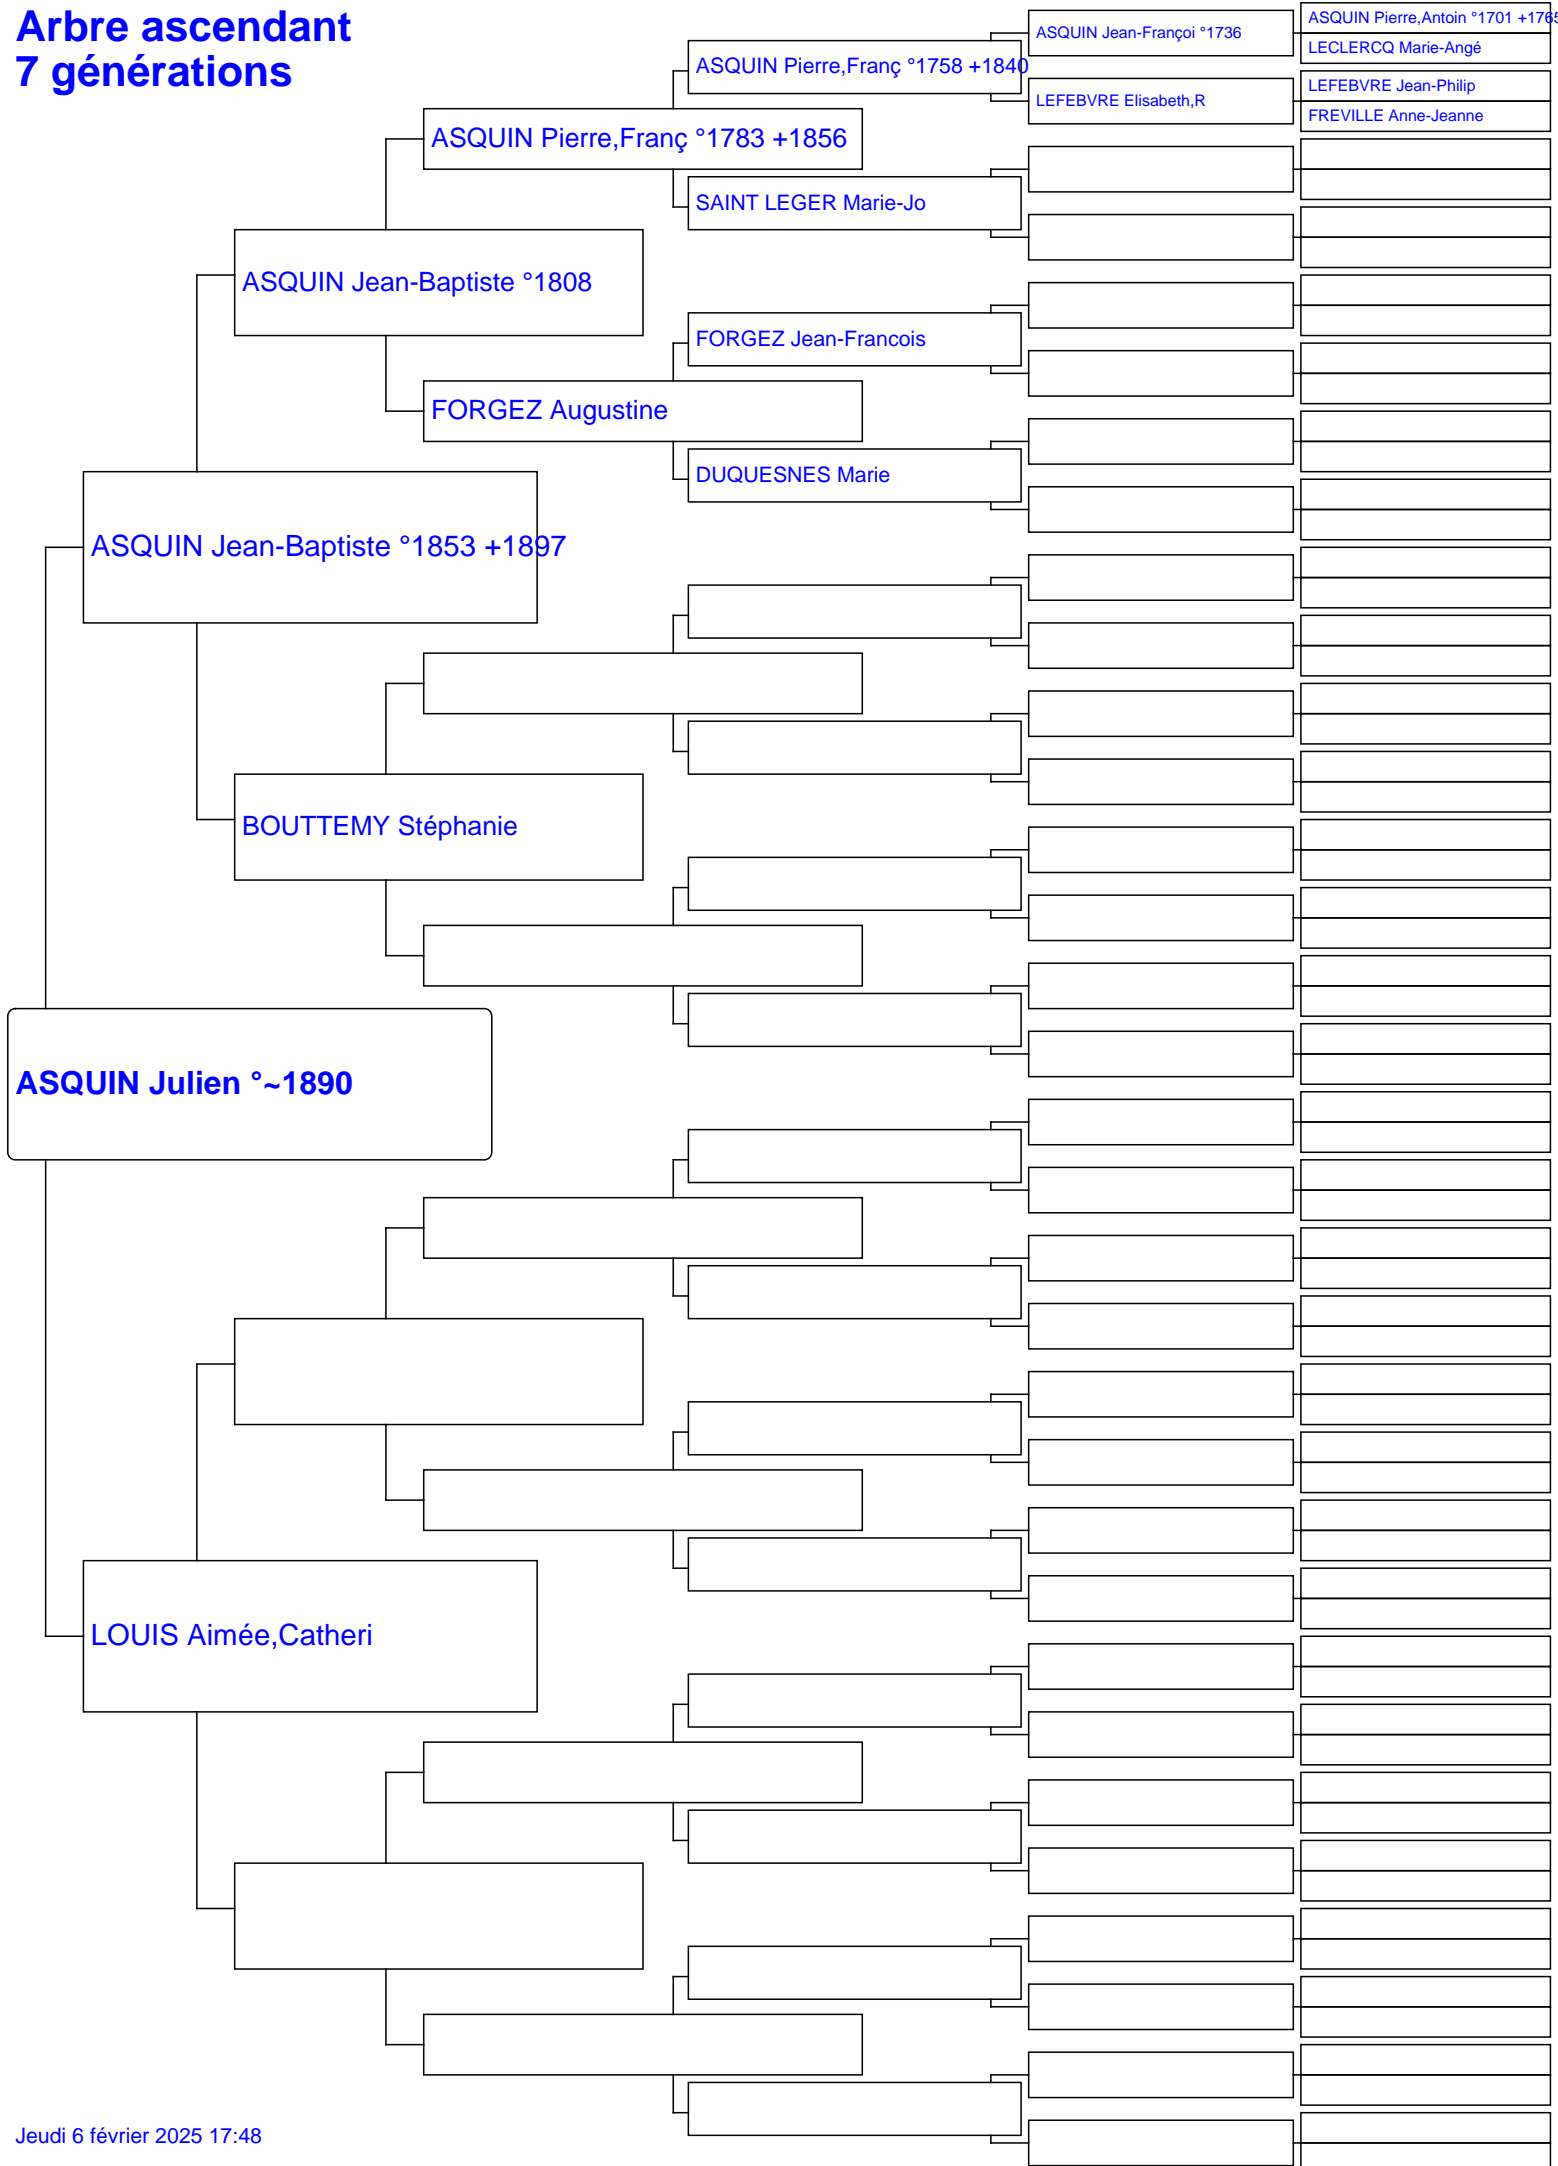 Arbre ascendant
7 générations
ASQUIN Jean-Françoi °1736
ASQUIN Pierre,Antoin °1701 +1765
LECLERCQ Marie-Angé
ASQUIN Pierre,Franç °1758 +1840
LEFEBVRE Elisabeth,R
LEFEBVRE Jean-Philip
FREVILLE Anne-Jeanne
ASQUIN Pierre,Franç °1783 +1856
SAINT LEGER Marie-Jo
ASQUIN Jean-Baptiste °1808
FORGEZ Jean-Francois
FORGEZ Augustine
DUQUESNES Marie
ASQUIN Jean-Baptiste °1853 +1897
BOUTTEMY Stéphanie
ASQUIN Julien °~1890
LOUIS Aimée,Catheri
Jeudi 6 février 2025 17:48